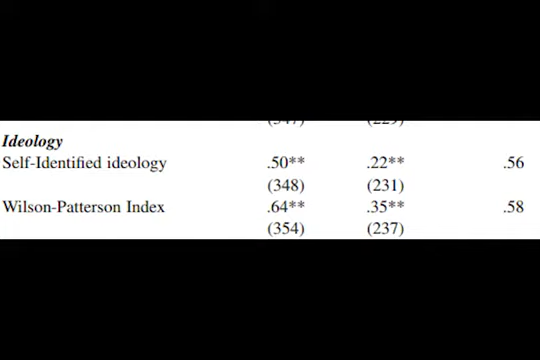 Ideology
Self-Identified ideology .50** .22** .56
(348) (231)
Wilson-Patterson Index .64** .35** .58
(354) (237)